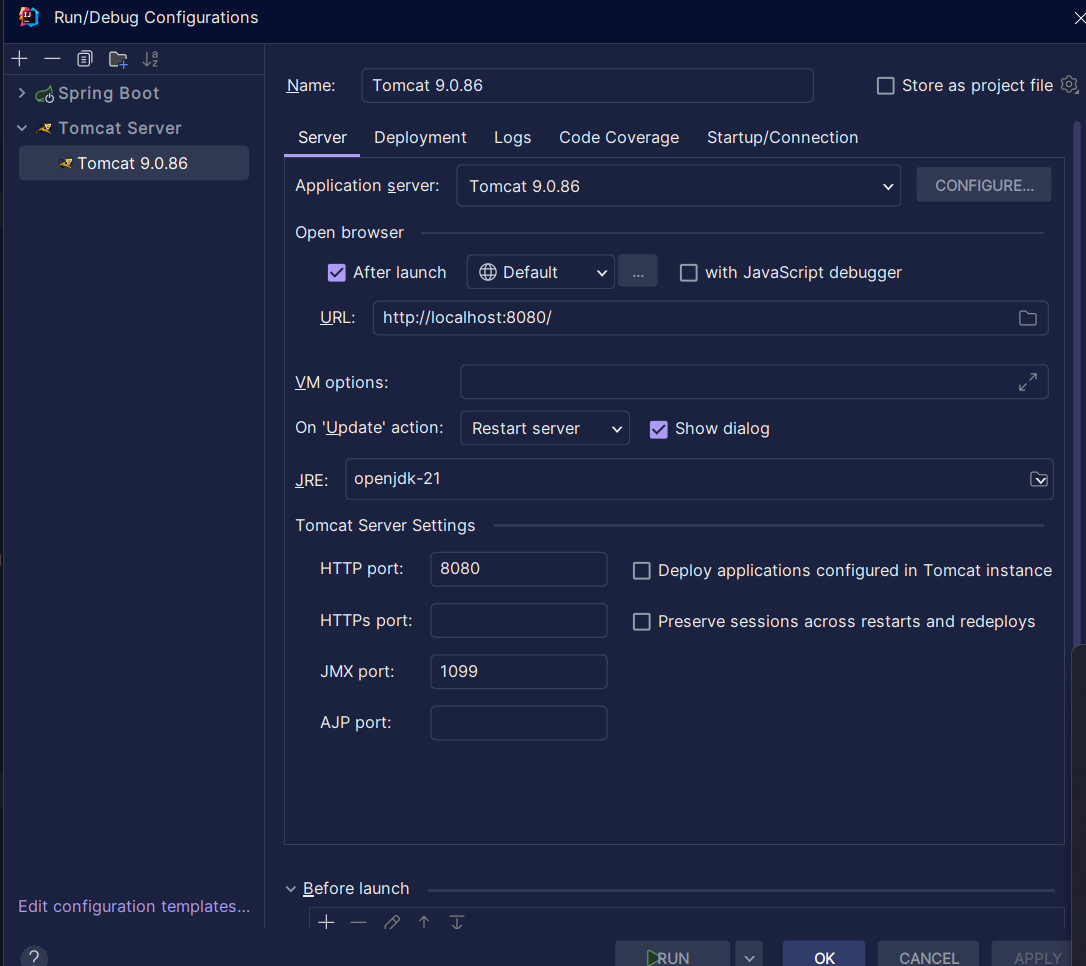 Run/Debug Configurations
Spring Boot
Tomcat Server
Tomcat 9.0.86
Edit configuration templates...
?
Name: Tomcat 9.0.86 Store as project file
Server Deployment Logs Code Coverage Startup/Connection
Application server: Tomcat 9.0.86 CONFIGURE...
Open browser
After launch Default ... with JavaScript debugger
URL: http://localhost:8080/
VM options:
On 'Update' action: Restart server Show dialog
JRE: openjdk-21
Tomcat Server Settings
HTTP port: 8080 Deploy applications configured in Tomcat instance
HTTPs port: Preserve sessions across restarts and redeploys
JMX port: 1099
AJP port:
Before launch
RUN OK CANCEL APPLY